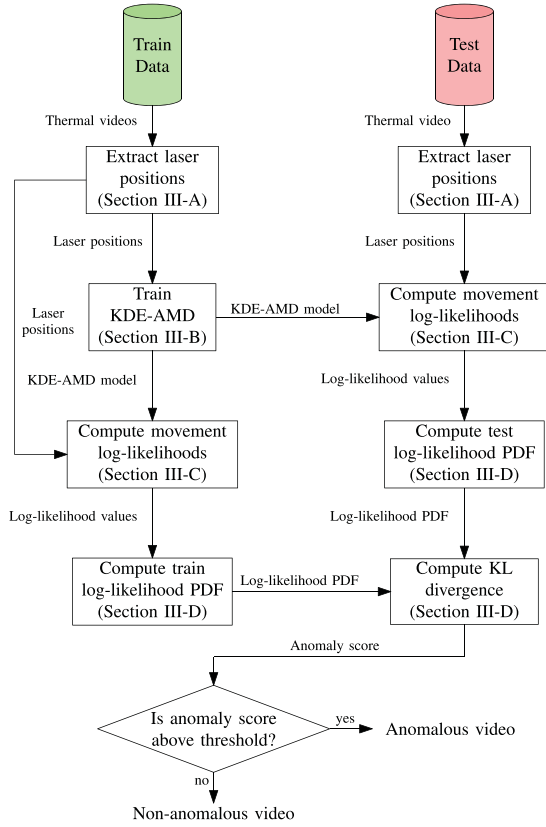 Train
Data
Test
Data
Thermal videos
Thermal video
Extract laser
positions
(Section III-A)
Extract laser
positions
(Section III-A)
Laser positions
Laser positions
Train
KDE-AMD
(Section III-B)
KDE-AMD model
Compute movement
log-likelihoods
(Section III-C)
Laser
positions
KDE-AMD model
Log-likelihood values
Compute movement
log-likelihoods
(Section III-C)
Compute test
log-likelihood PDF
(Section III-D)
Log-likelihood values
Log-likelihood PDF
Compute train
log-likelihood PDF
(Section III-D)
Log-likelihood PDF
Compute KL
divergence
(Section III-D)
Anomaly score
Is anomaly score
above threshold?
yes
Anomalous video
no
Non-anomalous video